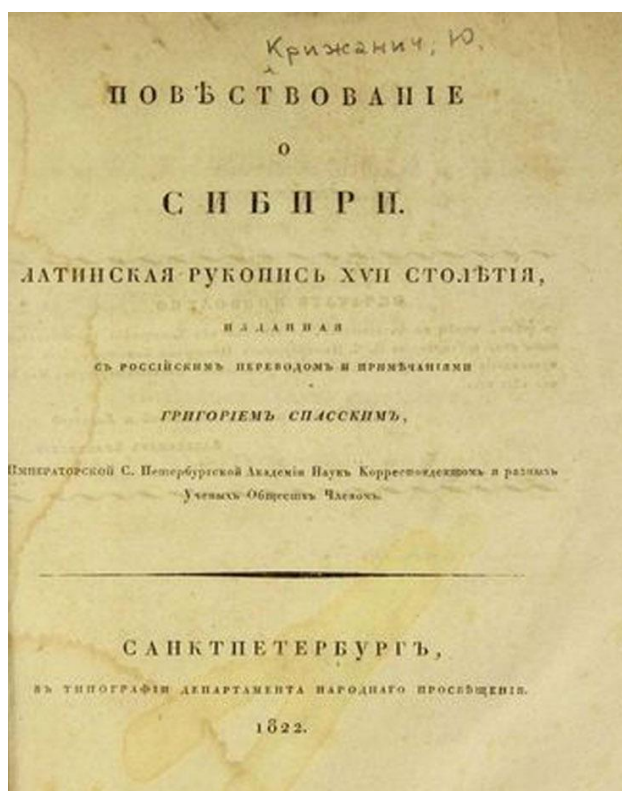 Крижанич, Ю.
ПОВѢСТВОВАНІЕ
О
СИБИРИ.
ЛАТИНСКАЯ РУКОПИСЬ XVII СТОЛѢТІЯ,
ИЗДАННАЯ
СЪ РОССІЙСКИМЪ ПЕРЕВОДОМЪ И ПРИМѢЧАНІЯМИ
ГРИГОРІЕМЪ СПАССКИМЪ,
ИМПЕРАТОРСКОЙ С. Петербургской Академіи Наукъ Корреспондентомъ и разныхъ
Ученыхъ Обществъ Членомъ.
САНКТПЕТЕРБУРГЪ,
ВЪ ТИПОГРАФІИ ДЕПАРТАМЕНТА НАРОДНАГО ПРОСВѢЩЕНІЯ.
1822.